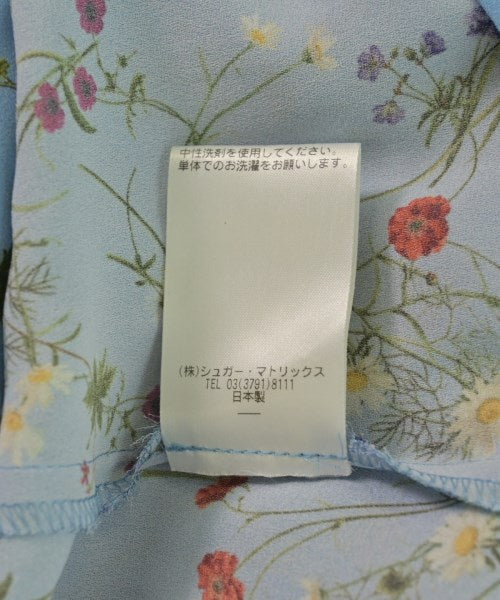 中性洗剤を使用してください。
単体でのお洗濯をお願いします。
(株)シュガー・マトリックス
TEL 03(3791)8111
日本製